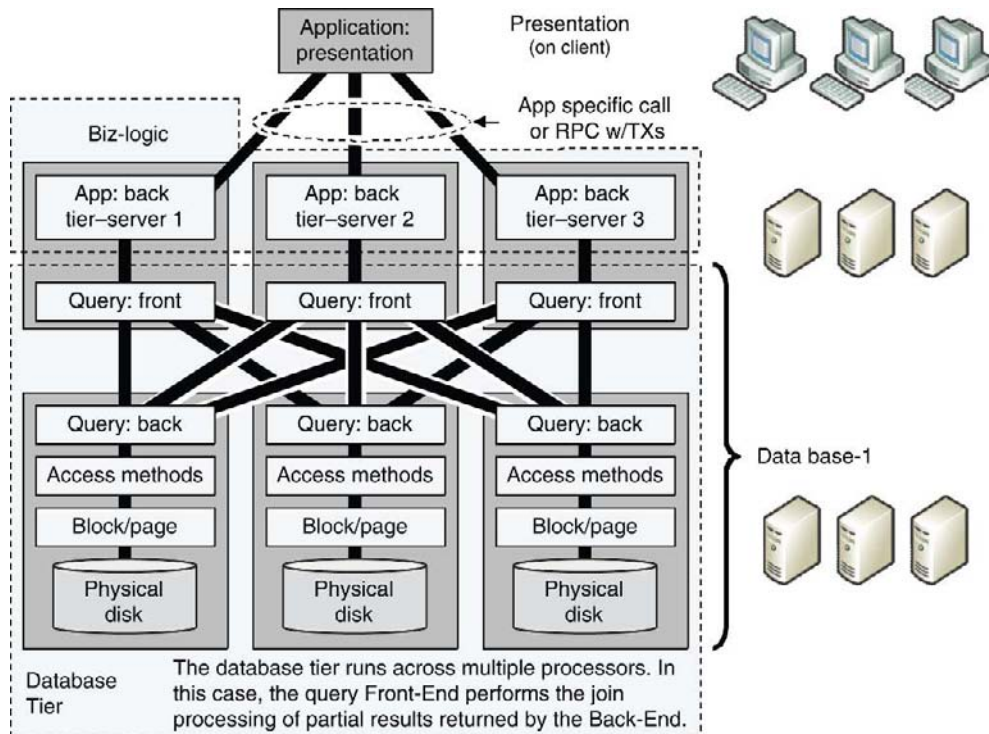 Application:
presentation
Presentation
(on client)
App specific call
or RPC w/TXs
Biz-logic
App: back
tier–server 1
App: back
tier–server 2
App: back
tier–server 3
Query: front
Query: front
Query: front
Query: back
Query: back
Query: back
Access methods
Access methods
Access methods
Block/page
Block/page
Block/page
Physical
disk
Physical
disk
Physical
disk
Data base-1
Database
Tier
The database tier runs across multiple processors. In
this case, the query Front-End performs the join
processing of partial results returned by the Back-End.